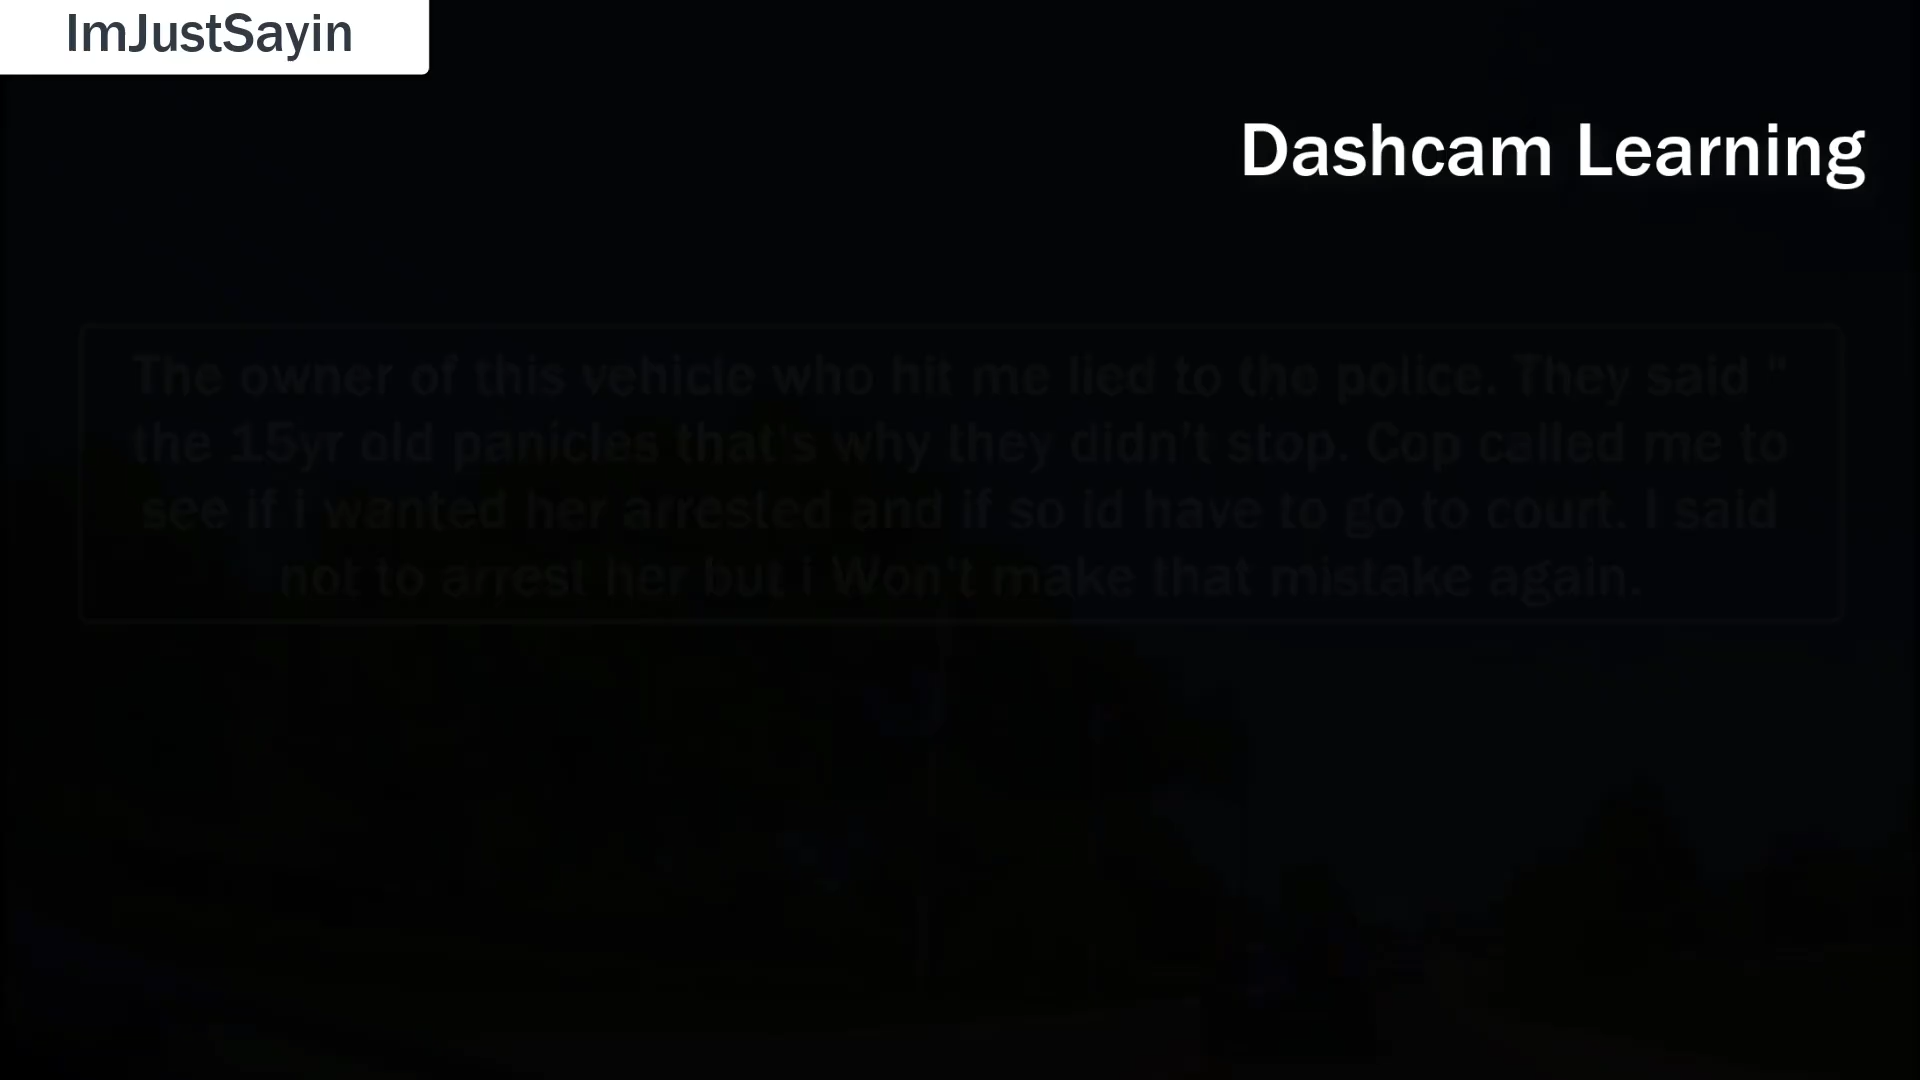 ImJustSayin
Dashcam Learning
The owner of this vehicle who hit me lied to the police. They said "
the 15yr old panicles that's why they didn't stop. Cop called me to
see if i wanted her arrested and if so id have to go to court. I said
not to arrest her but i Won't make that mistake again.